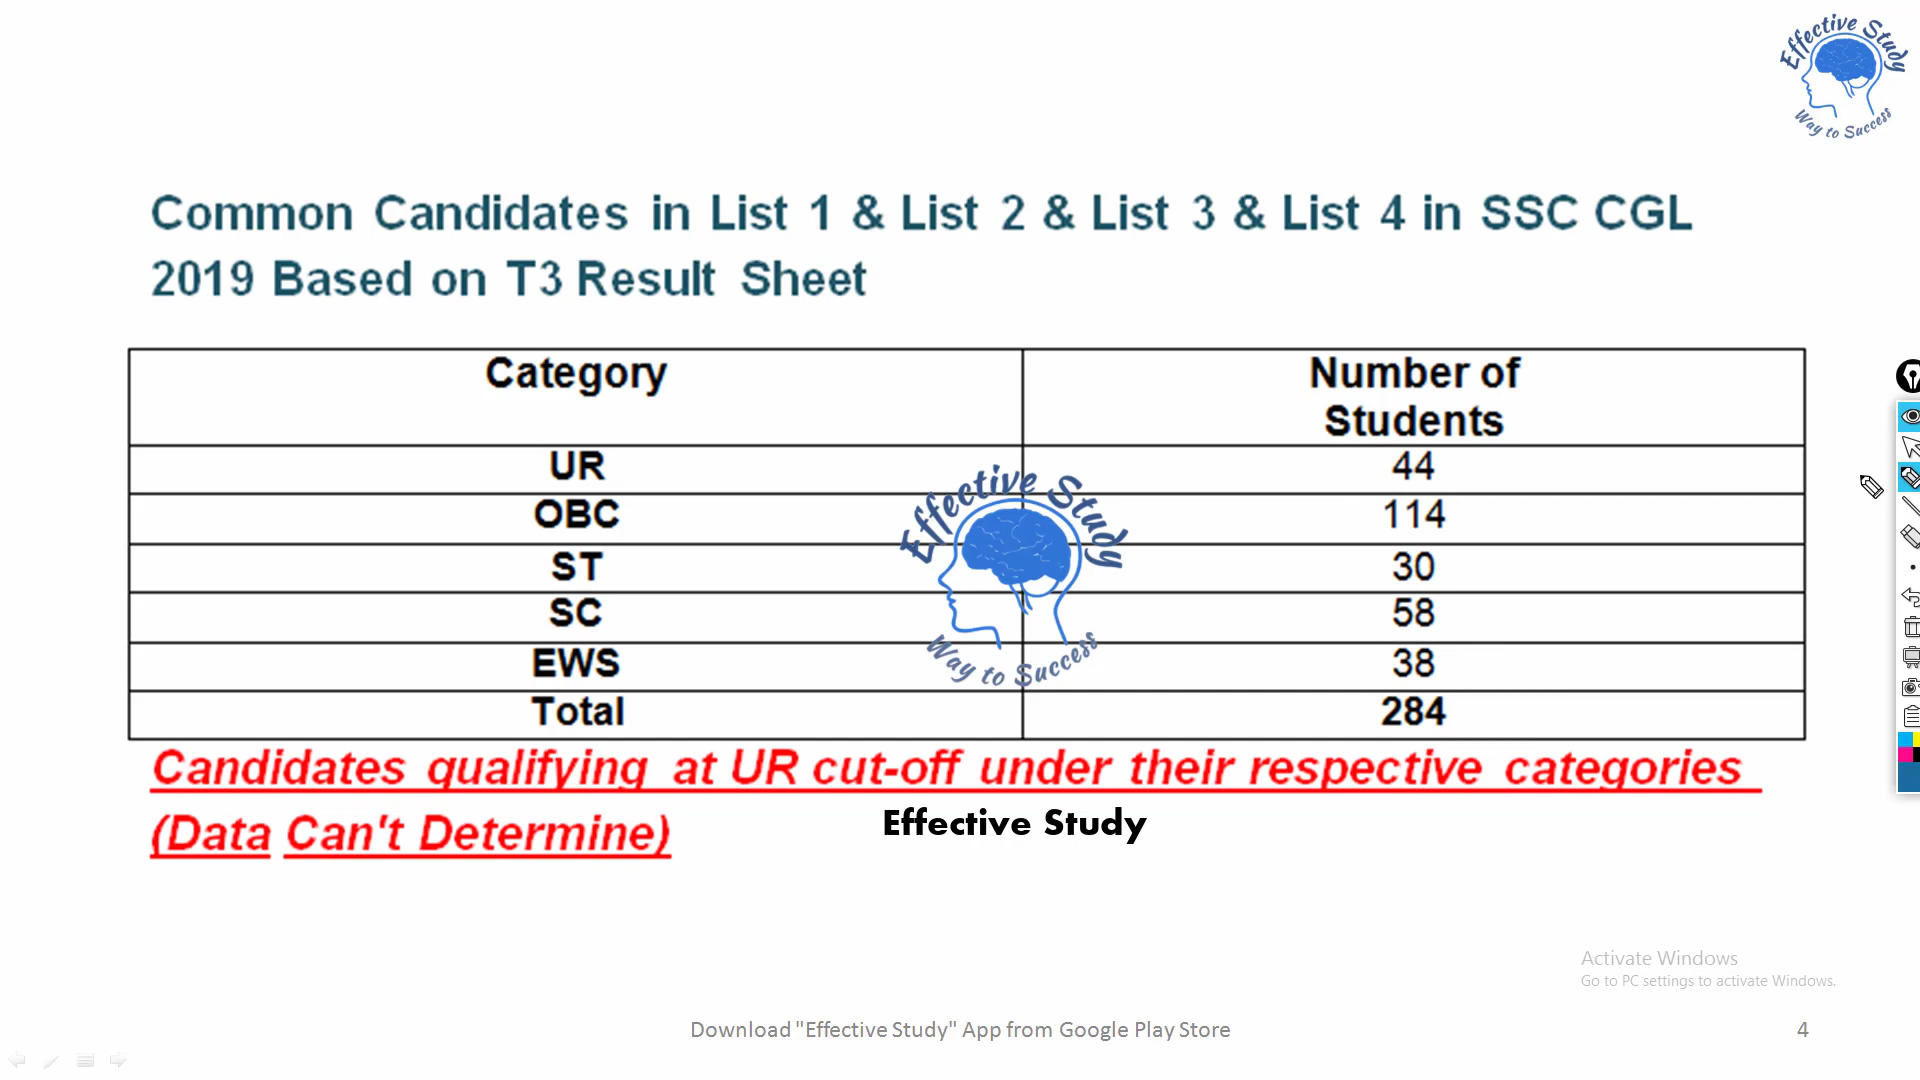 Effective Study
Way to Success
Common Candidates in List 1 & List 2 & List 3 & List 4 in SSC CGL
2019 Based on T3 Result Sheet
Category Number of
Students
UR 44
OBC 114
ST 30
SC 58
EWS 38
Total 284
Effective Study
Way to Success
Candidates qualifying at UR cut-off under their respective categories
(Data Can't Determine)
Effective Study
Activate Windows
Go to PC settings to activate Windows.
Download "Effective Study" App from Google Play Store
4